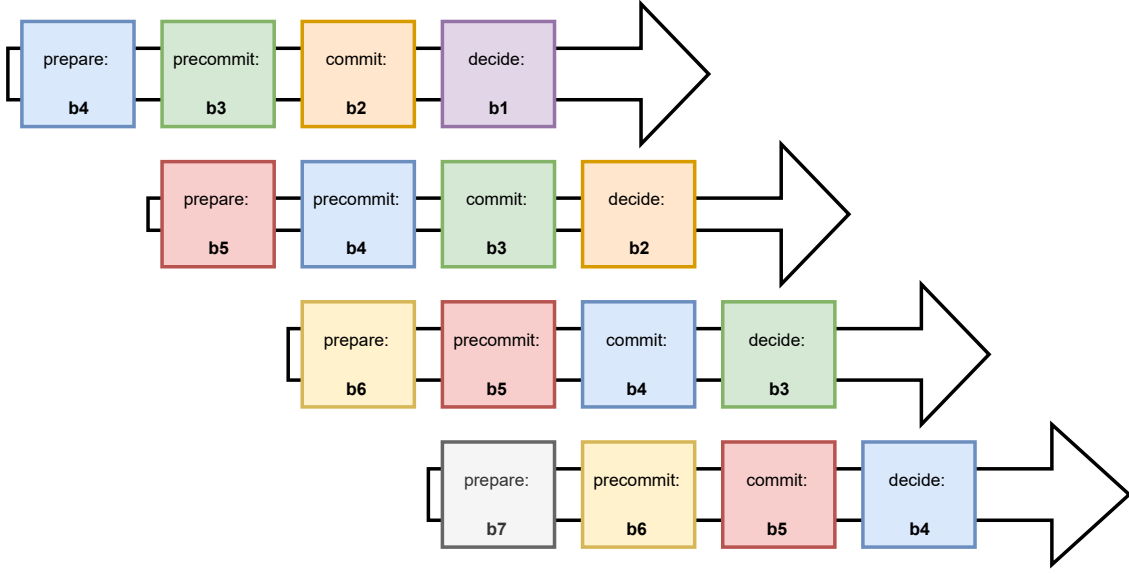 prepare: precommit: commit: decide:
b4 b3 b2 b1
prepare: precommit: commit: decide:
b5 b4 b3 b2
prepare: precommit: commit: decide:
b6 b5 b4 b3
prepare: precommit: commit: decide:
b7 b6 b5 b4